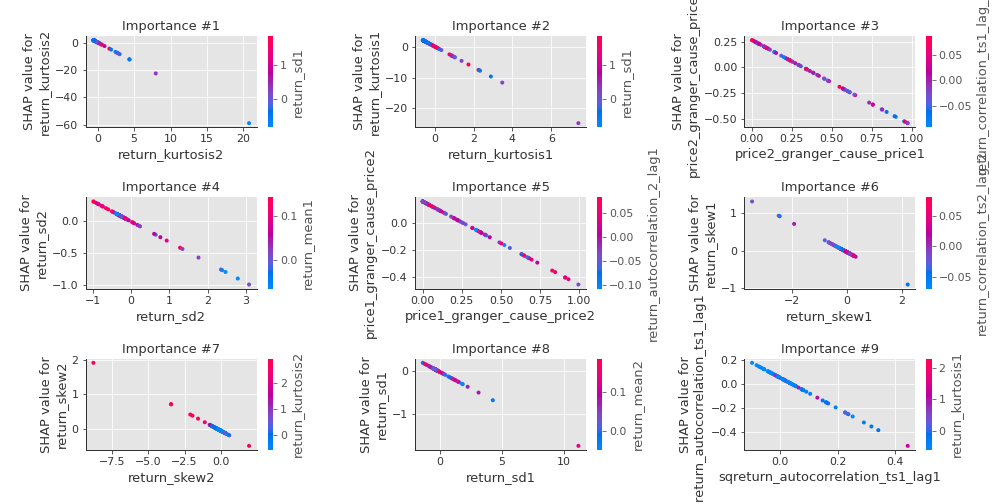 Importance #1
SHAP value for
return_kurtosis2
0
−20
−40
−60
0
5
10
15
20
return_kurtosis2
1
0
return_sd1
Importance #2
SHAP value for
return_kurtosis1
0
−10
−20
0
2
4
6
return_kurtosis1
1
0
return_sd1
Importance #3
SHAP value for
price2_granger_cause_price1
0.25
0.00
−0.25
−0.50
0.00
0.25
0.50
0.75
1.00
price2_granger_cause_price1
0.05
0.00
−0.05
Importance #4
SHAP value for
return_sd2
0.0
−0.5
−1.0
−1
0
1
2
3
return_sd2
0.1
0.0
return_mean1
Importance #5
SHAP value for
price1_granger_cause_price2
0.0
−0.2
−0.4
0.00
0.25
0.50
0.75
1.00
price1_granger_cause_price2
0.05
0.00
−0.05
−0.10
return_autocorrelation_2_lag1
Importance #6
SHAP value for
return_skew1
1
0
−1
−2
0
2
return_skew1
0.05
0.00
−0.05
Importance #7
SHAP value for
return_skew2
2
1
0
−7.5
−5.0
−2.5
0.0
return_skew2
2
1
0
return_kurtosis2
Importance #8
SHAP value for
return_sd1
0
−1
0
5
10
return_sd1
0.1
0.0
return_mean2
Importance #9
SHAP value for
return_autocorrelation_ts1_lag1
0.2
0.0
−0.2
−0.4
0.0
0.2
0.4
sqreturn_autocorrelation_ts1_lag1
2
1
0
return_kurtosis1